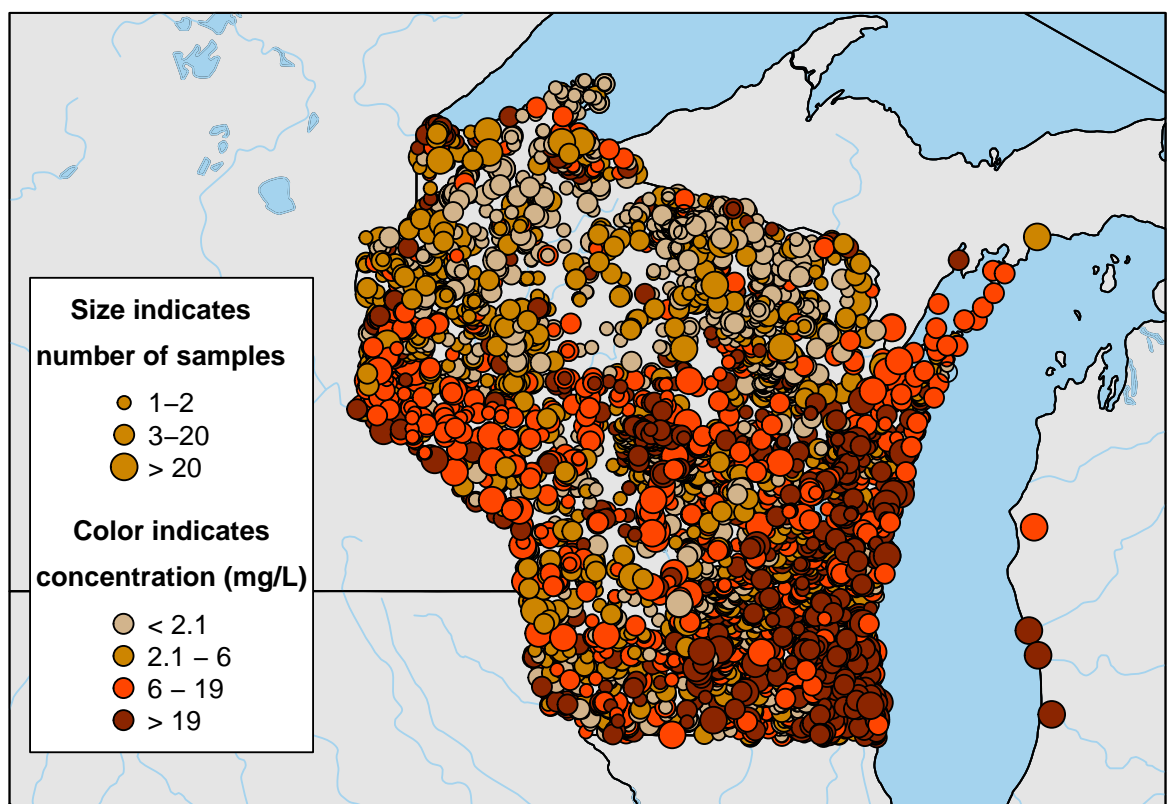 Size indicates
number of samples
1–2
3–20
> 20
Color indicates
concentration (mg/L)
< 2.1
2.1 – 6
6 – 19
> 19